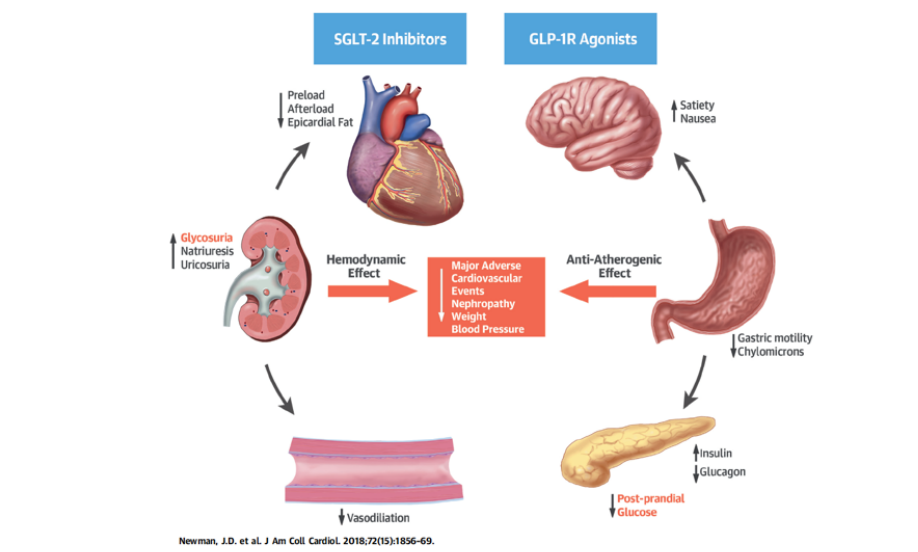 SGLT-2 Inhibitors
GLP-1R Agonists
Preload
Afterload
Epicardial Fat
Satiety
Nausea
Glycosuria
Natriuresis
Uricosuria
Hemodynamic
Effect
Major Adverse
Cardiovascular
Events
Nephropathy
Weight
Blood Pressure
Anti-Atherogenic
Effect
Gastric motility
Chylomicrons
Vasodiliation
Insulin
Glucagon
Post-prandial
Glucose
Newman, J.D. et al. J Am Coll Cardiol. 2018;72(15):1856–69.